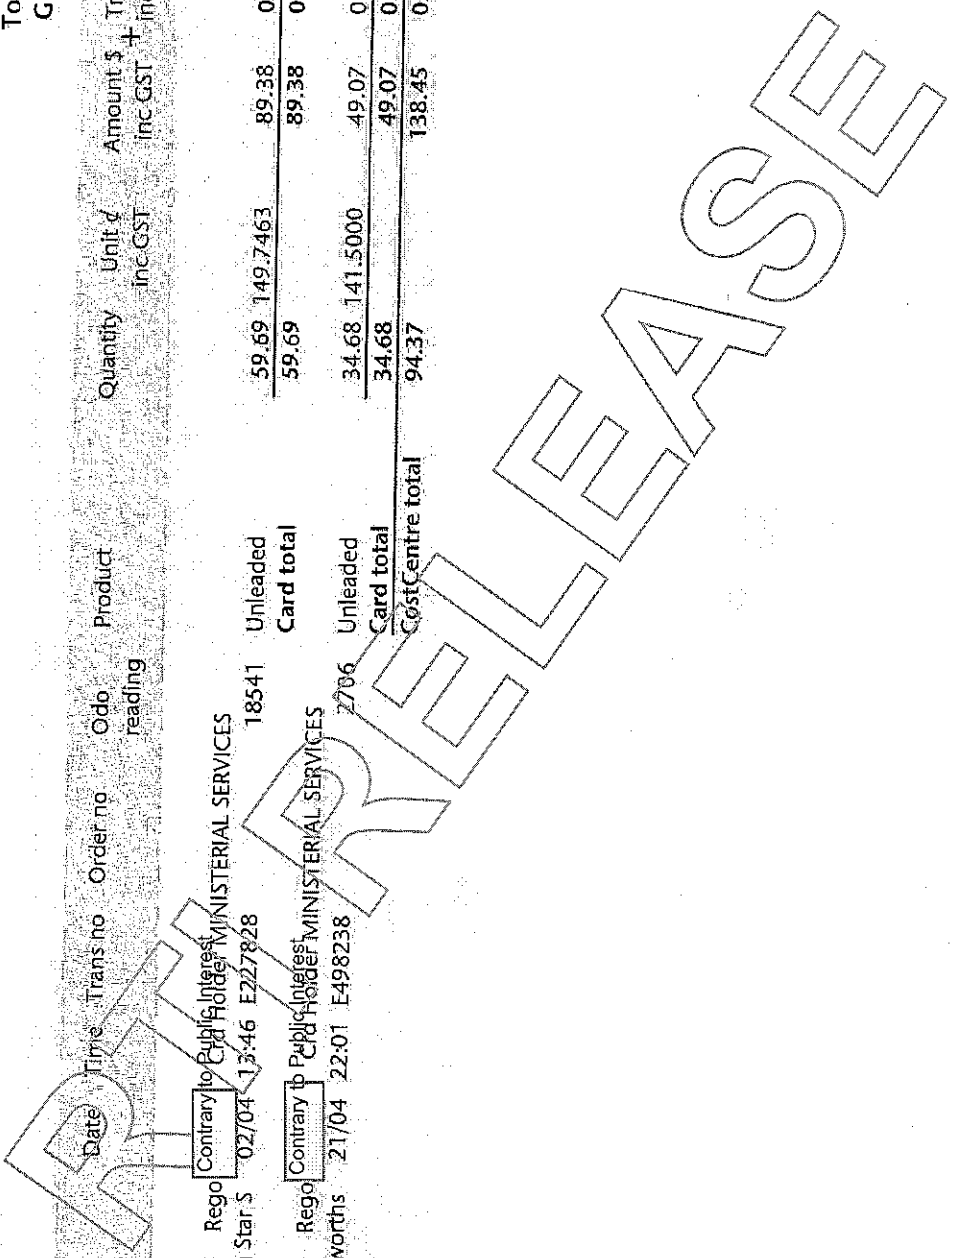 To
G
Date Time Trans no Order no Odo Product Quantity Unit ¢ Amount $ + Tr
reading inc GST inc GST inc
Rego Contrary to Public Interest Crd Holder MINISTERIAL SERVICES
Star S 02/04 13:46 E227828 18541 Unleaded 59.69 149.7463 89.38 0
Card total 59.69 89.38 0
Rego Contrary to Public Interest Crd Holder MINISTERIAL SERVICES
worths 21/04 22:01 E498238 2706 Unleaded 34.68 141.5000 49.07 0
Card total 34.68 49.07 0
CostCentre total 94.37 138.45 0
RTI RELEASE